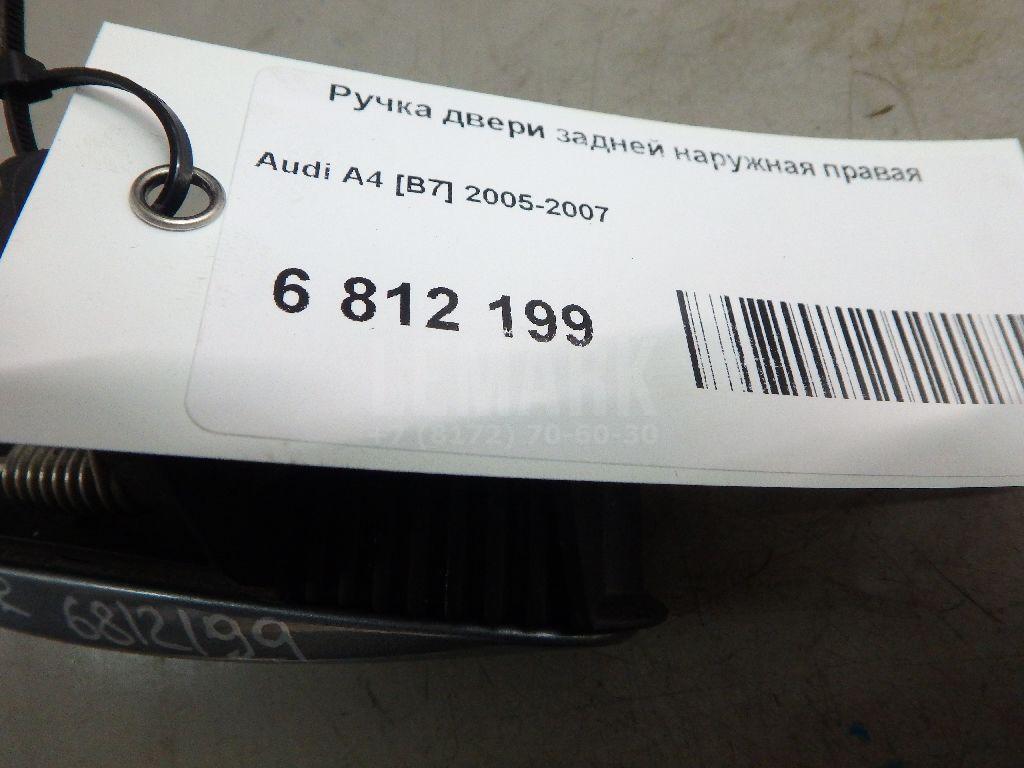 Ручка двери задней наружная правая
Audi A4 [B7] 2005-2007
6 812 199
+7 (8172) 70-60-30
R 6812199